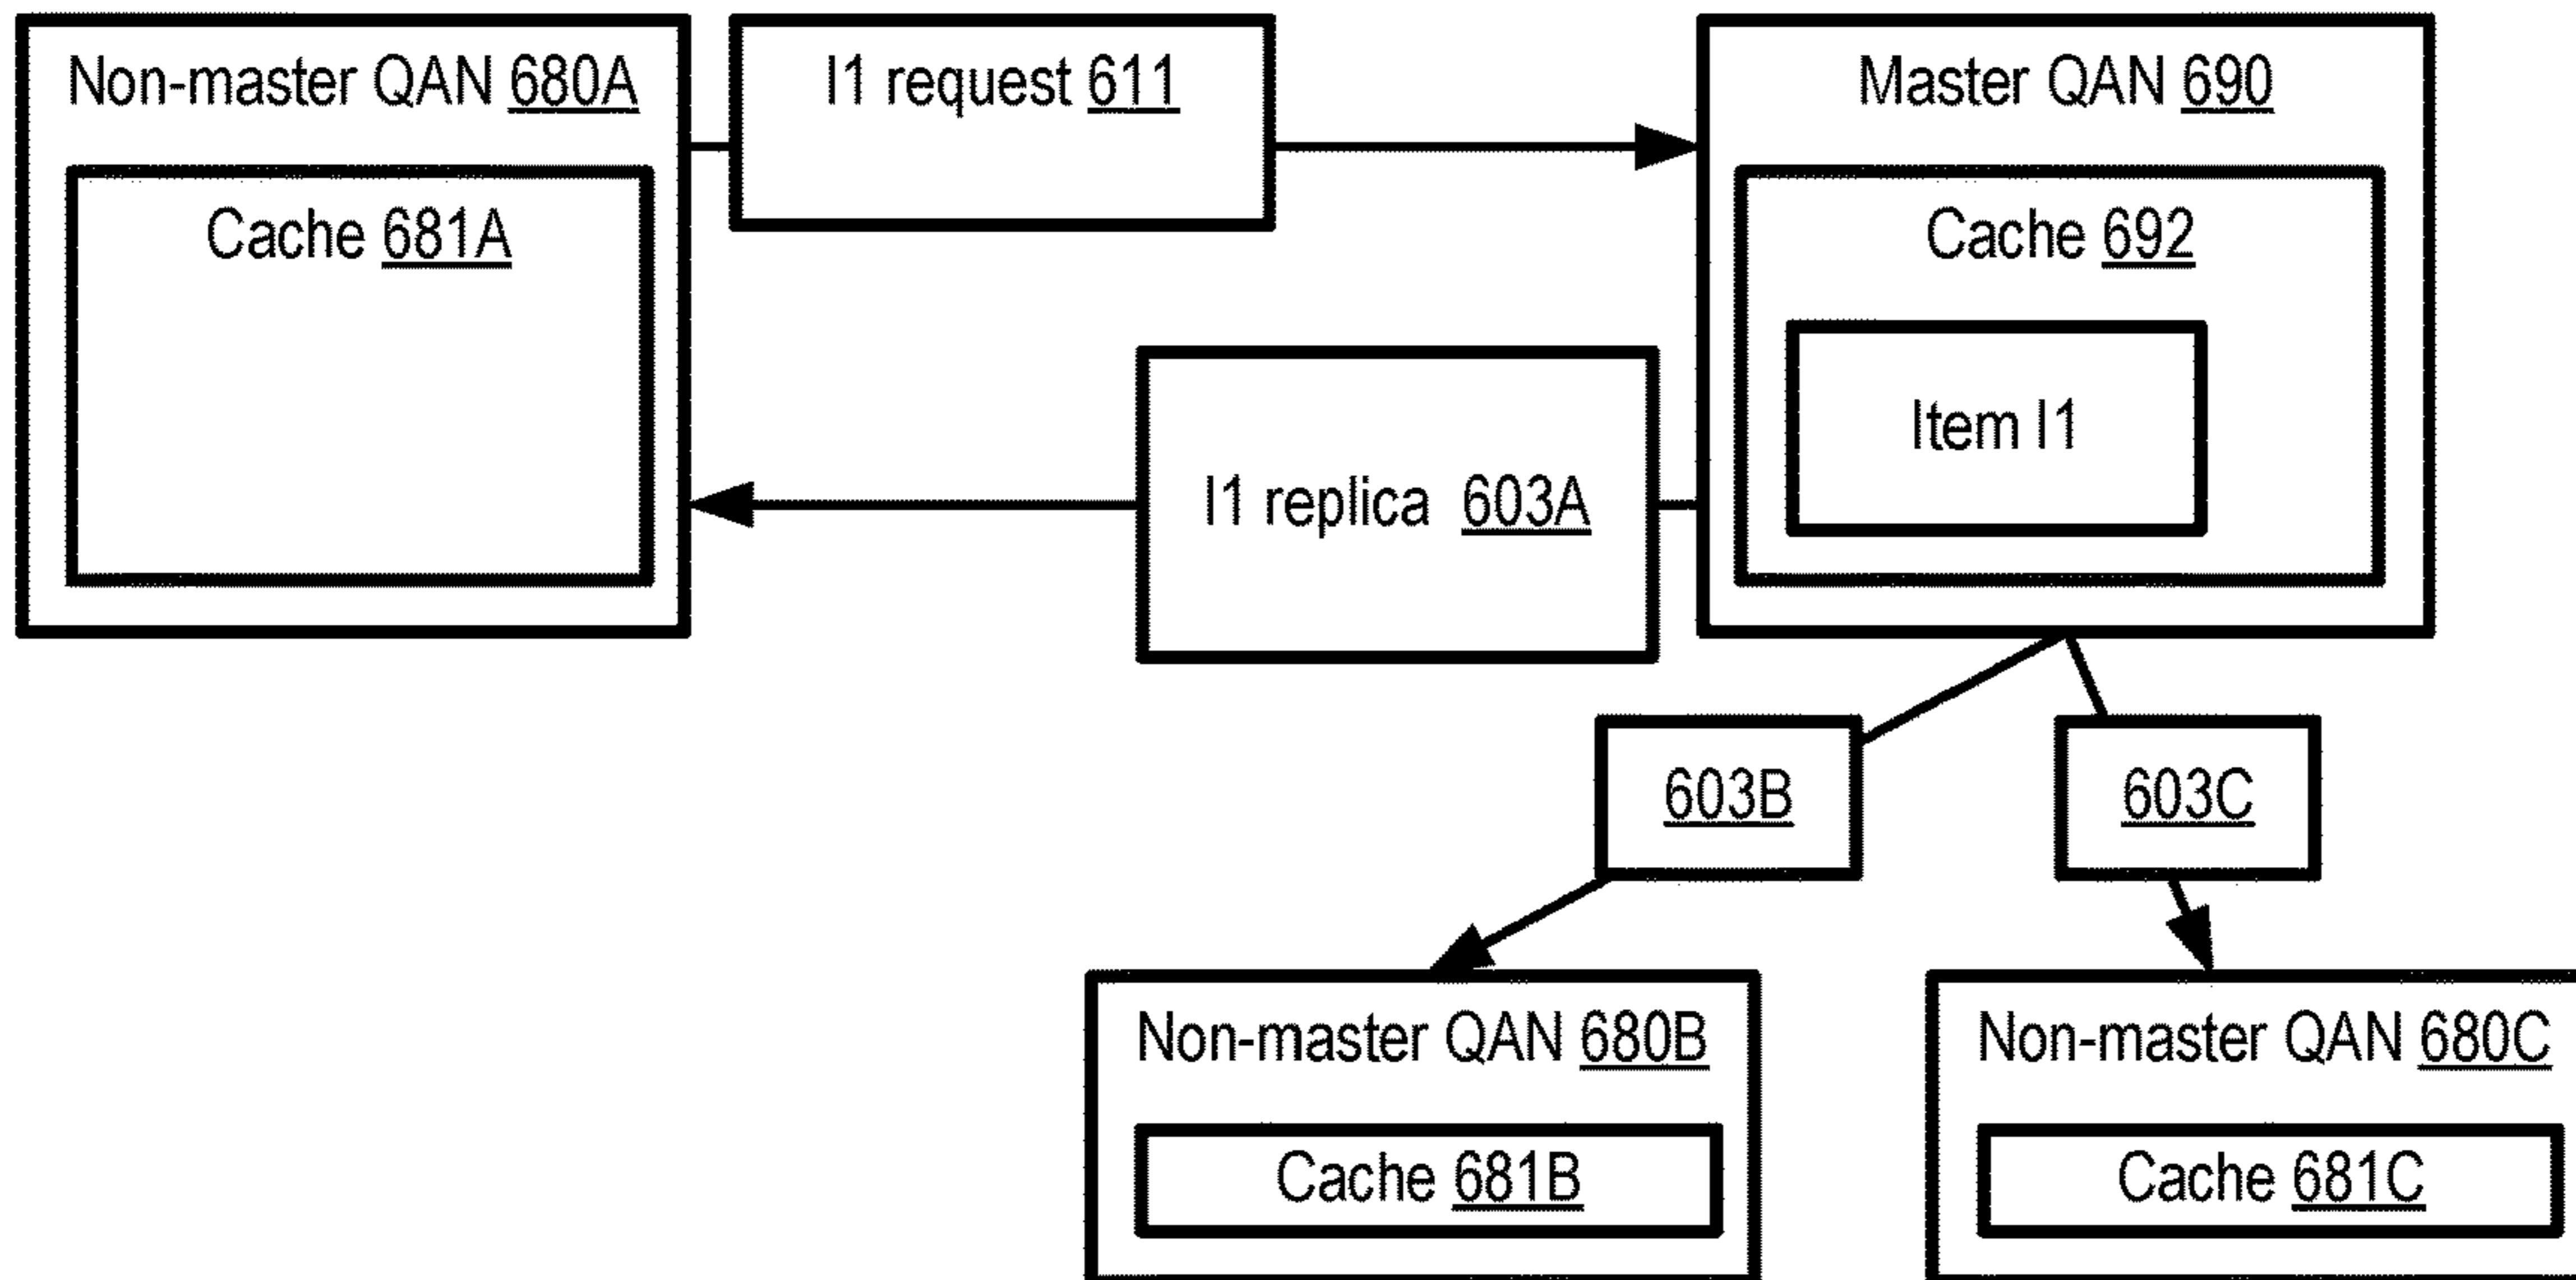 Non-master QAN 680A
I1 request 611
Master QAN 690
Cache 681A
Cache 692
Item I1
I1 replica 603A
603B
603C
Non-master QAN 680B
Non-master QAN 680C
Cache 681B
Cache 681C